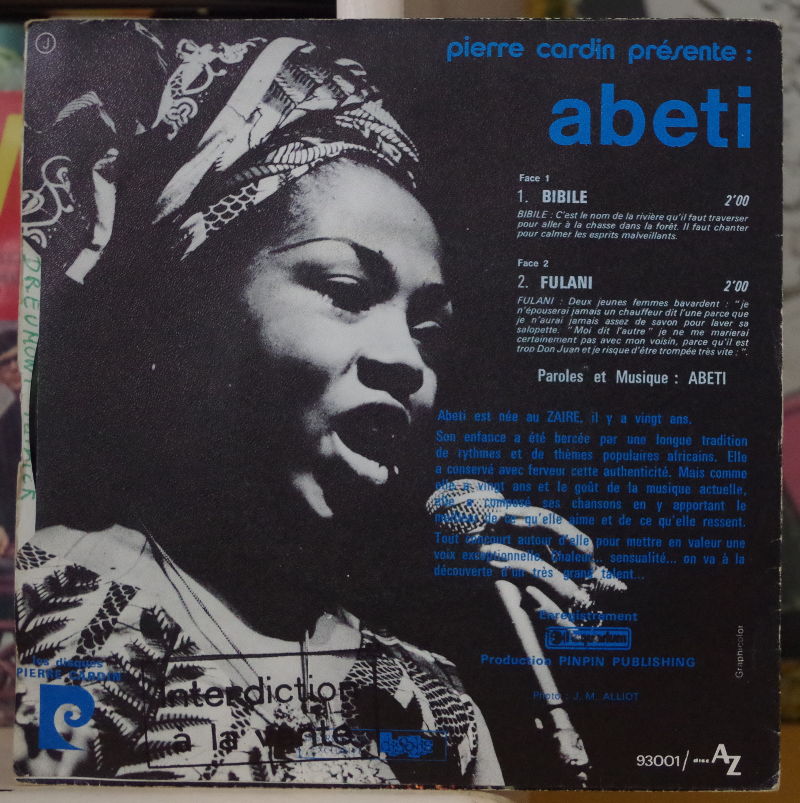 J
pierre cardin présente :
abeti
Face 1
1. BIBILE 2'00
BIBILE : C'est le nom de la rivière qu'il faut traverser
pour aller à la chasse dans la forêt. Il faut chanter
pour calmer les esprits malveillants.
Face 2
2. FULANI 2'00
FULANI : Deux jeunes femmes bavardent : "je
n'épouserai jamais un chauffeur dit l'une parce que
je n'aurai jamais assez de savon pour laver sa
salopette. "Moi dit l'autre" je ne me marierai
certainement pas avec mon voisin, parce qu'il est
trop Don Juan et je risque d'être trompée très vite :".
Paroles et Musique : ABETI
Abeti est née au ZAIRE, il y a vingt ans.
Son enfance a été bercée par une longue tradition
de rythmes et de thèmes populaires africains. Elle
a conservé avec ferveur cette authenticité. Mais comme
elle a vingt ans et le goût de la musique actuelle,
elle a composé ses chansons en y apportant le
meilleur de ce qu'elle aime et de ce qu'elle ressent.
Tout concourt autour d'elle pour mettre en valeur une
voix exceptionnelle. Chaleur... sensualité... on va à la
découverte d'un très grand talent...
Enregistrement
Production PINPIN PUBLISHING
Photo : J. M. ALLIOT
Graphicolor
les disques
PIERRE CARDIN
Interdiction
à la vente
93001/ disc AZ